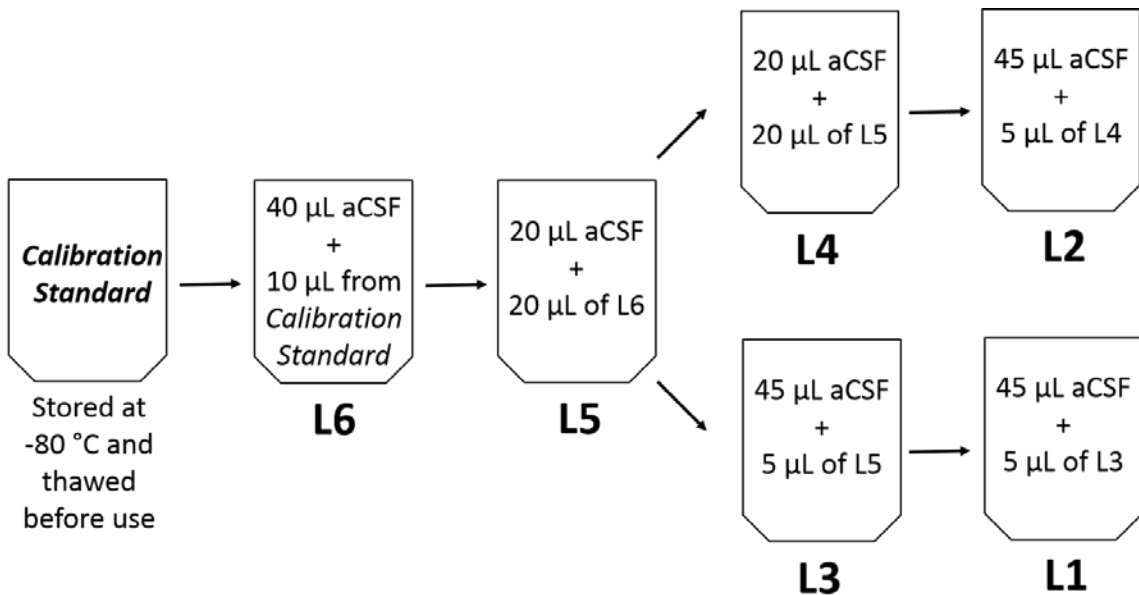 Calibration
Standard
Stored at
-80 °C and
thawed
before use
40 µL aCSF
+
10 µL from
Calibration
Standard
L6
20 µL aCSF
+
20 µL of L6
L5
20 µL aCSF
+
20 µL of L5
L4
45 µL aCSF
+
5 µL of L4
L2
45 µL aCSF
+
5 µL of L5
L3
45 µL aCSF
+
5 µL of L3
L1